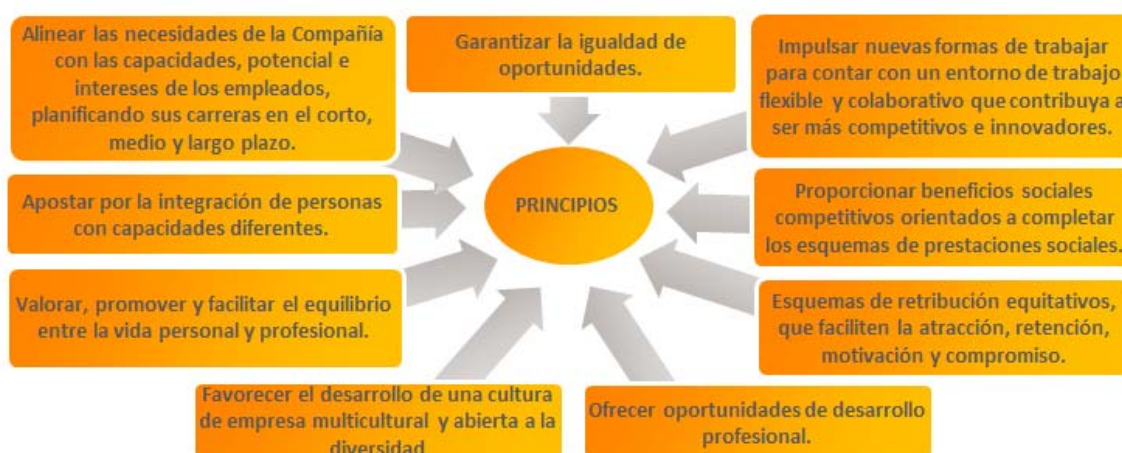 Alinear las necesidades de la Compañía
con las capacidades, potencial e
intereses de los empleados,
planificando sus carreras en el corto,
medio y largo plazo.
Garantizar la igualdad de
oportunidades.
Impulsar nuevas formas de trabajar
para contar con un entorno de trabajo
flexible y colaborativo que contribuya a
ser más competitivos e innovadores.
Apostar por la integración de personas
con capacidades diferentes.
PRINCIPIOS
Proporcionar beneficios sociales
competitivos orientados a completar
los esquemas de prestaciones sociales.
Valorar, promover y facilitar el equilibrio
entre la vida personal y profesional.
Esquemas de retribución equitativos,
que faciliten la atracción, retención,
motivación y compromiso.
Favorecer el desarrollo de una cultura
de empresa multicultural y abierta a la
diversidad
Ofrecer oportunidades de desarrollo
profesional.